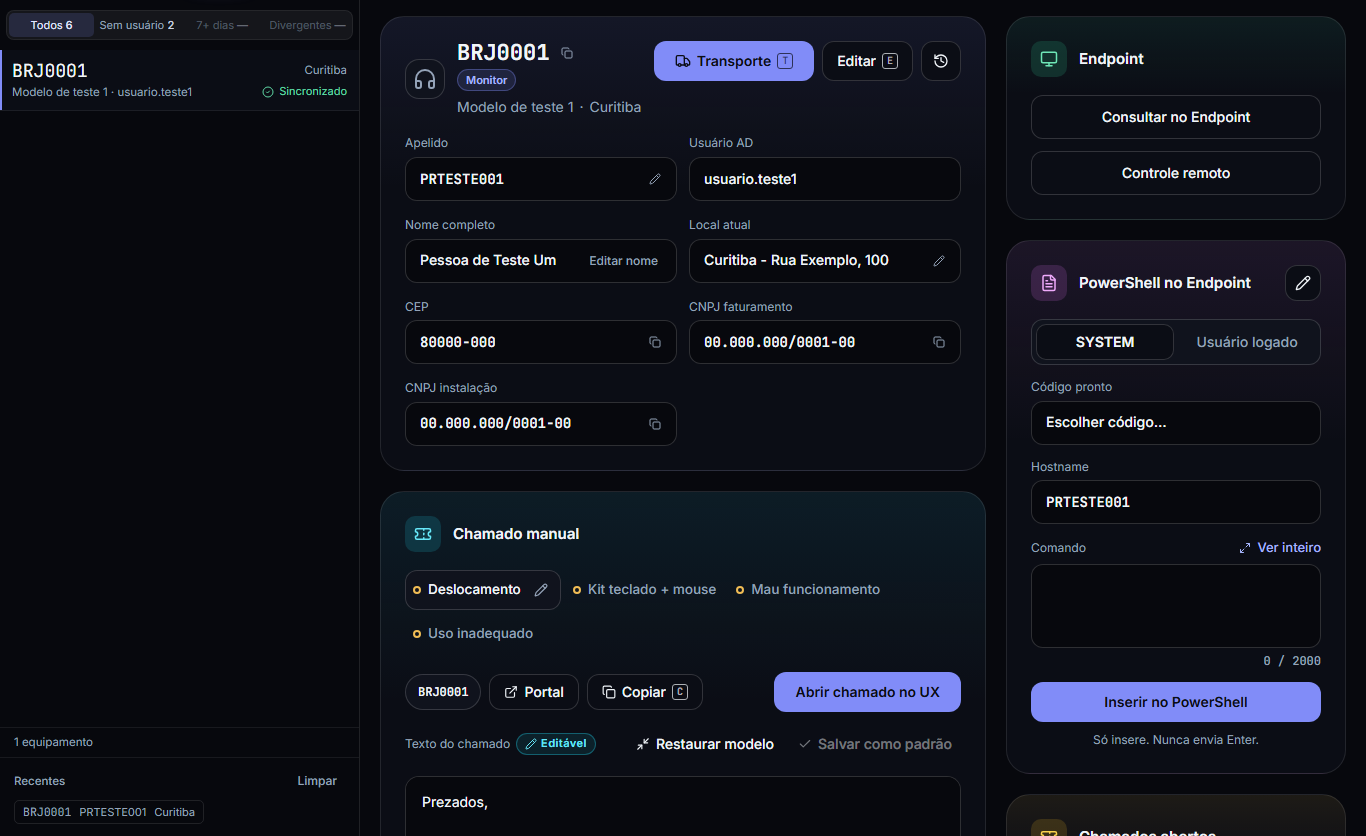 Todos 6 Sem usuário 2 7+ dias — Divergentes —
BRJ0001 Curitiba
Modelo de teste 1 · usuario.teste1 Sincronizado
1 equipamento
Recentes Limpar
BRJ0001 PRTESTE001 Curitiba
BRJ0001
Monitor
Modelo de teste 1 · Curitiba
Transporte T Editar E
Apelido Usuário AD
PRTESTE001 usuario.teste1
Nome completo Local atual
Pessoa de Teste Um Editar nome Curitiba - Rua Exemplo, 100
CEP CNPJ faturamento
80000-000 00.000.000/0001-00
CNPJ instalação
00.000.000/0001-00
Chamado manual
Deslocamento Kit teclado + mouse Mau funcionamento
Uso inadequado
BRJ0001 Portal Copiar C Abrir chamado no UX
Texto do chamado Editável Restaurar modelo Salvar como padrão
Prezados,
Endpoint
Consultar no Endpoint
Controle remoto
PowerShell no Endpoint
SYSTEM Usuário logado
Código pronto
Escolher código...
Hostname
PRTESTE001
Comando Ver inteiro
0 / 2000
Inserir no PowerShell
Só insere. Nunca envia Enter.
Chamados abertos